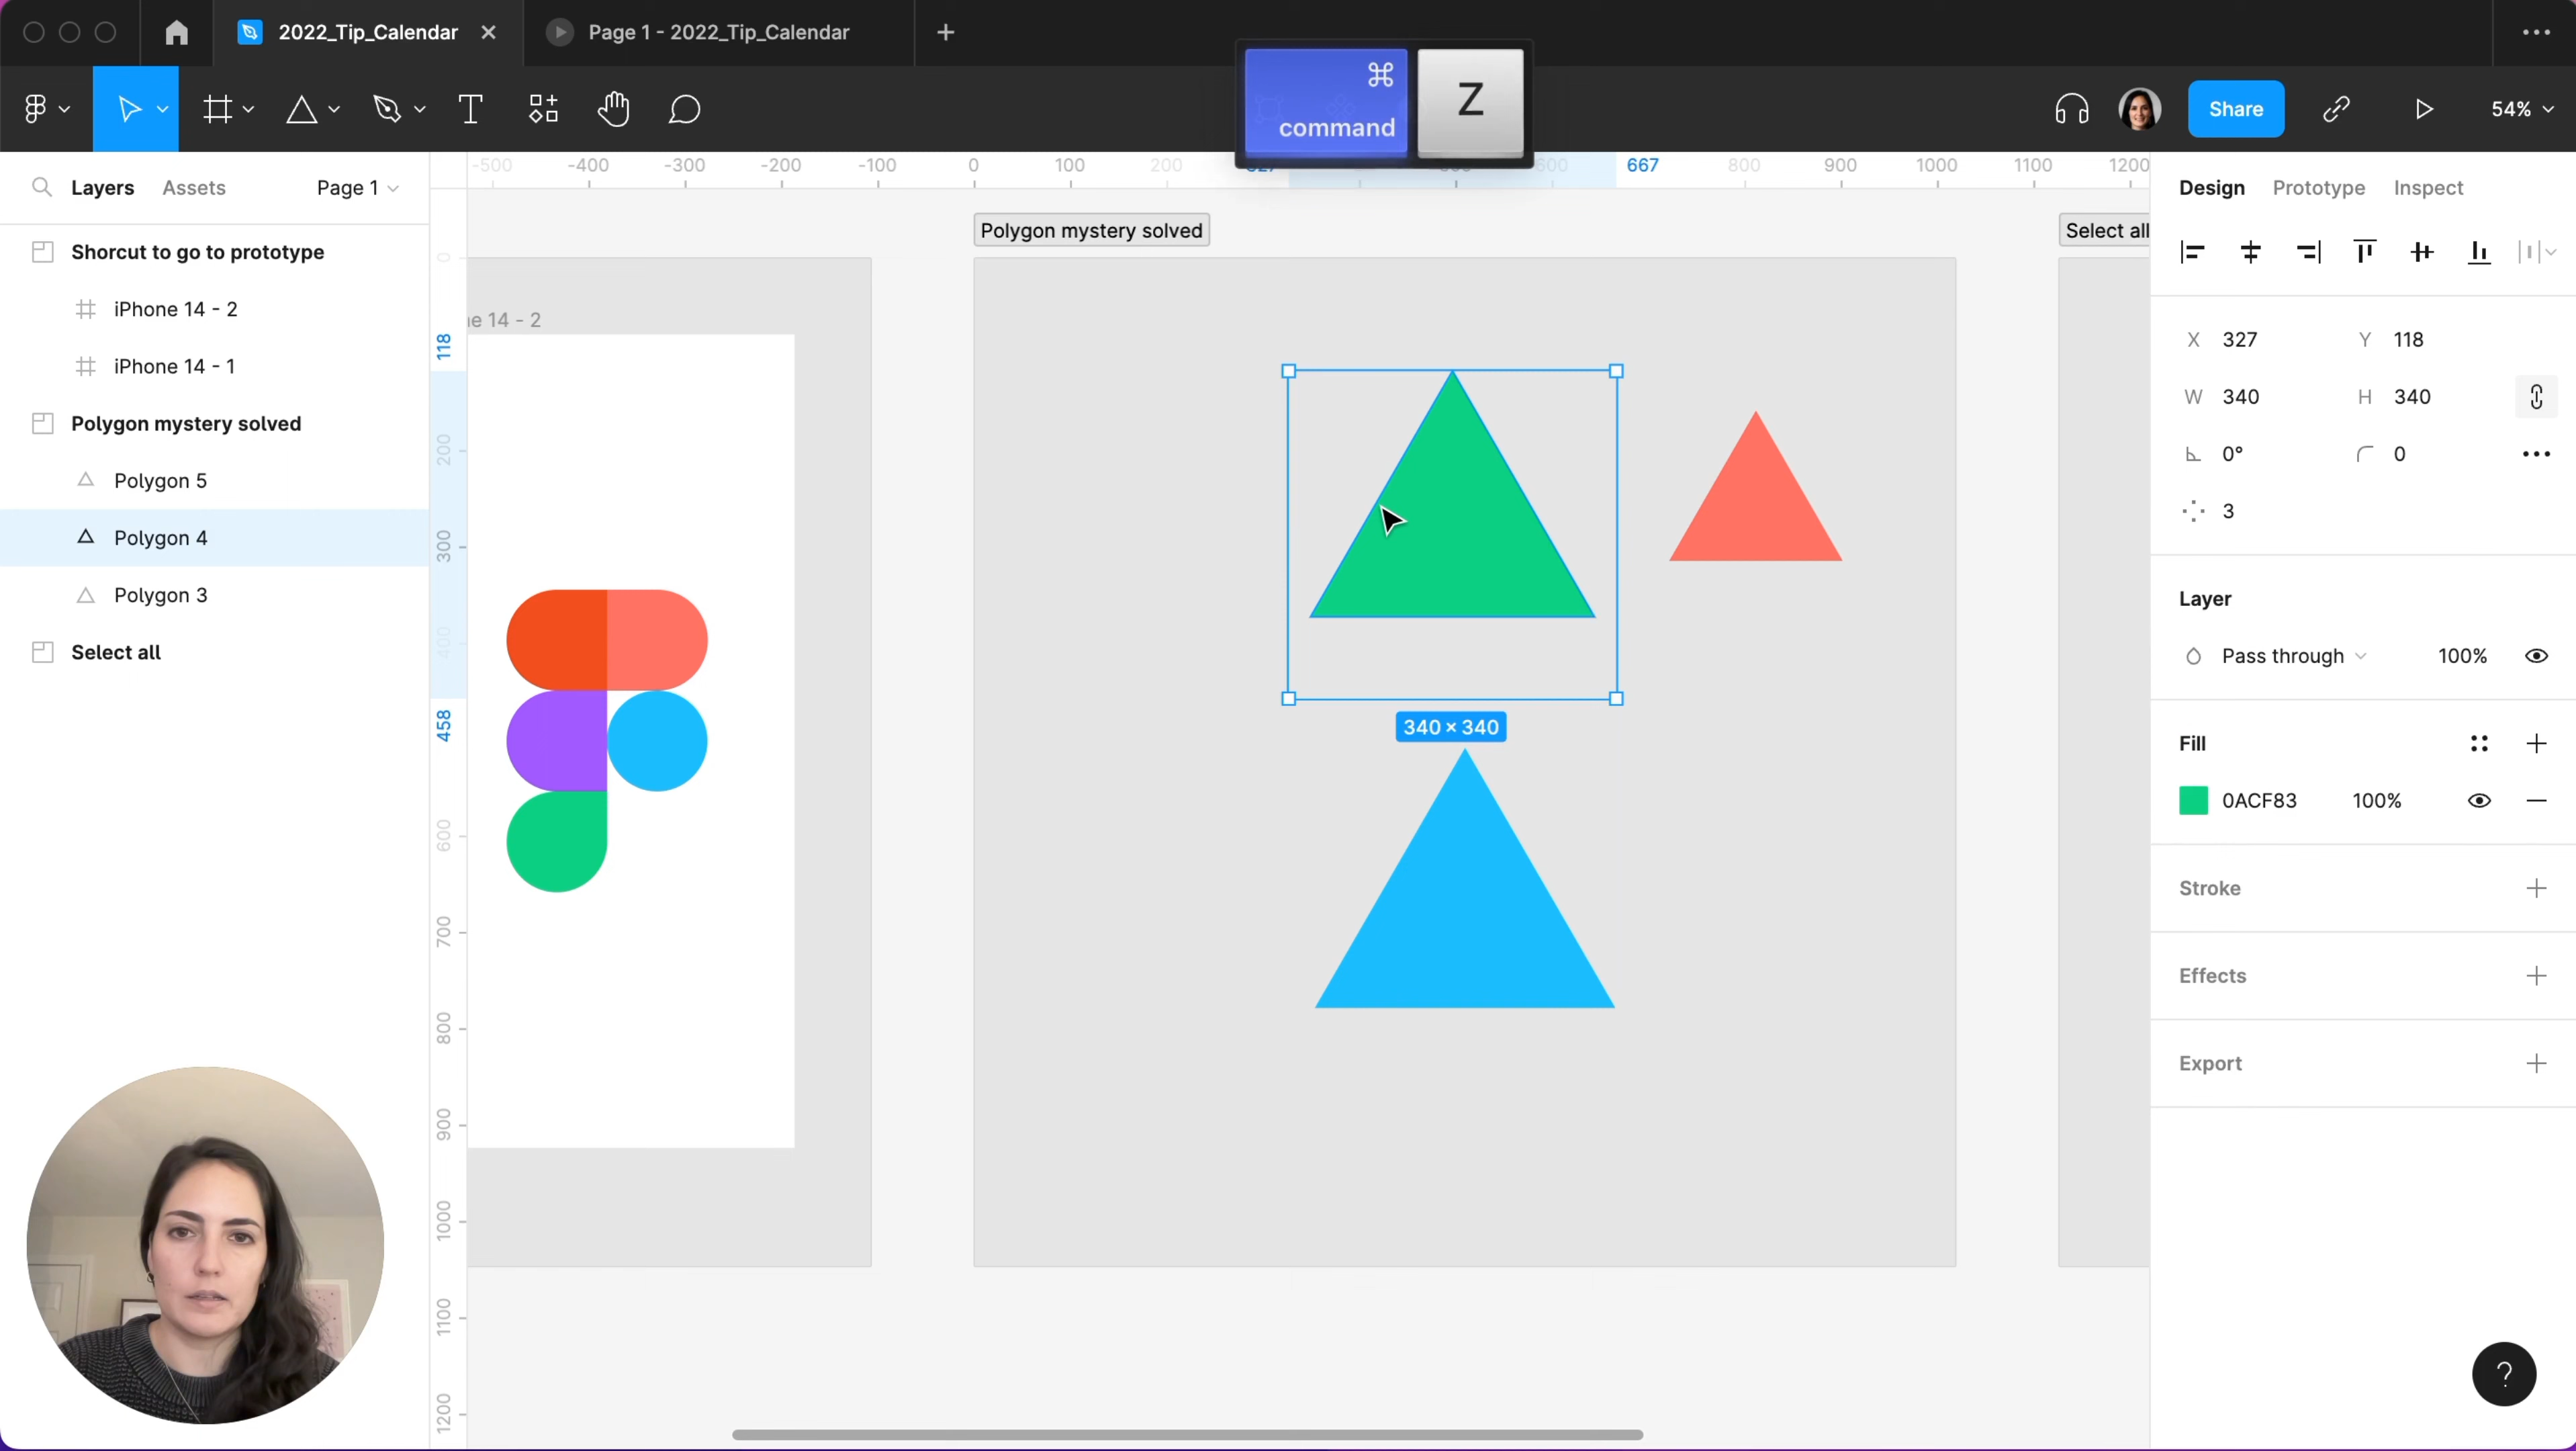 2022_Tip_Calendar
Page 1 - 2022_Tip_Calendar
⌘
command
Z
Share
54%
Layers
Assets
Page 1
Shorcut to go to prototype
iPhone 14 - 2
iPhone 14 - 1
Polygon mystery solved
Polygon 5
Polygon 4
Polygon 3
Select all
-500 -400 -300 -200 -100 0 100 200 667 800 900 1000 1100 1200
0
118
200
300
400
458
600
700
800
900
1000
1100
1200
14 - 2
Polygon mystery solved
Select all
340 × 340
Design
Prototype
Inspect
X 327
Y 118
W 340
H 340
0°
0
3
Layer
Pass through
100%
Fill
0ACF83
100%
Stroke
Effects
Export
?